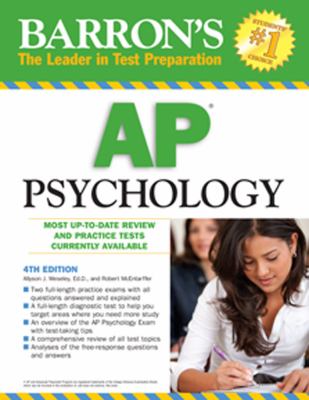 BARRON'S
The Leader in Test Preparation
STUDENTS'
#1
CHOICE
AP®
PSYCHOLOGY
MOST UP-TO-DATE REVIEW
AND PRACTICE TESTS
CURRENTLY AVAILABLE
4TH EDITION
Allyson J. Weseley, Ed.D., and Robert McEntarffer
• Two full-length practice exams with all
questions answered and explained
• A full-length diagnostic test to help you
target areas where you need more study
• An overview of the AP Psychology Exam
with test-taking tips
• A comprehensive review of all test topics
• Analyses of the free-response questions
and answers